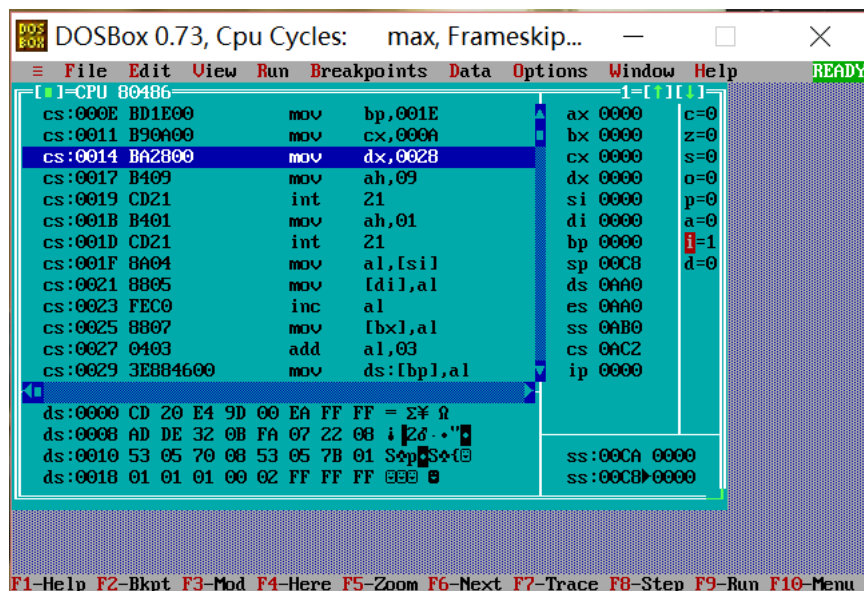 DOSBox 0.73, Cpu Cycles: max, Frameskip...
≡ File Edit View Run Breakpoints Data Options Window Help READY
[■]=CPU 80486 1=[↑][↓]
cs:000E BD1E00 mov bp,001E ax 0000 c=0
cs:0011 B90A00 mov cx,000A bx 0000 z=0
cs:0014 BA2800 mov dx,0028 cx 0000 s=0
cs:0017 B409 mov ah,09 dx 0000 o=0
cs:0019 CD21 int 21 si 0000 p=0
cs:001B B401 mov ah,01 di 0000 a=0
cs:001D CD21 int 21 bp 0000 i=1
cs:001F 8A04 mov al,[si] sp 00C8 d=0
cs:0021 8805 mov [di],al ds 0AA0
cs:0023 FEC0 inc al es 0AA0
cs:0025 8807 mov [bx],al ss 0AB0
cs:0027 0403 add al,03 cs 0AC2
cs:0029 3E884600 mov ds:[bp],al ip 0000
ds:0000 CD 20 E4 9D 00 EA FF FF = Σ¥ Ω
ds:0008 AD DE 32 0B FA 07 22 08
ds:0010 53 05 70 08 53 05 7B 01 ss:00CA 0000
ds:0018 01 01 01 00 02 FF FF FF ss:00C8►0000
F1-Help F2-Bkpt F3-Mod F4-Here F5-Zoom F6-Next F7-Trace F8-Step F9-Run F10-Menu